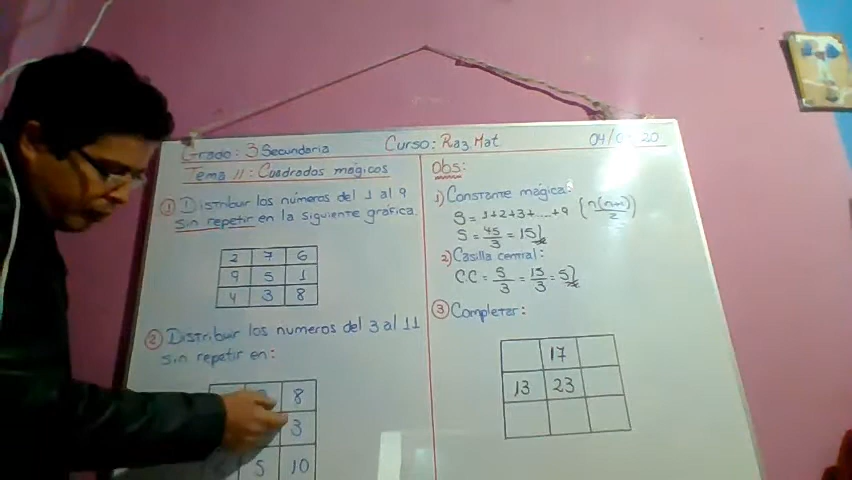 Grado: 3 Secundaria
Curso: Raz. Mat
Tema 11: Cuadrados mágicos
① Distribuir los números del 1 al 9
sin repetir en la siguiente gráfica.
2 7 6
9 5 1
4 3 8
② Distribuir los numeros del 3 al 11
sin repetir en:
8
3
5 10
Obs:
1) Constante mágica:
S = 1+2+3+....+9 (n(n+1)/2)
S = 45/3 = 15
2) Casilla central:
C.C = S/3 = 15/3 = 5
③ Completar:
17
13 23